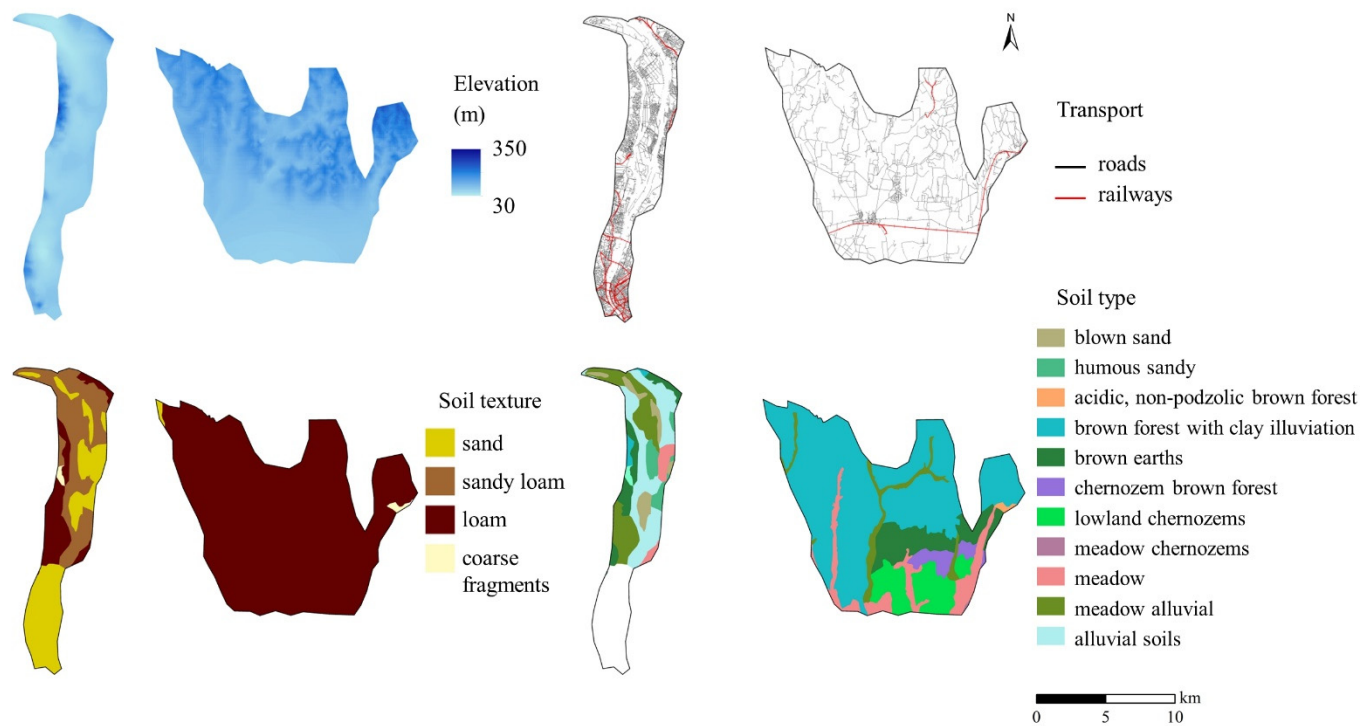 Elevation
(m)
350
30
N
Transport
roads
railways
Soil texture
sand
sandy loam
loam
coarse
fragments
Soil type
blown sand
humous sandy
acidic, non-podzolic brown forest
brown forest with clay illuviation
brown earths
chernozem brown forest
lowland chernozems
meadow chernozems
meadow
meadow alluvial
alluvial soils
km
0 5 10